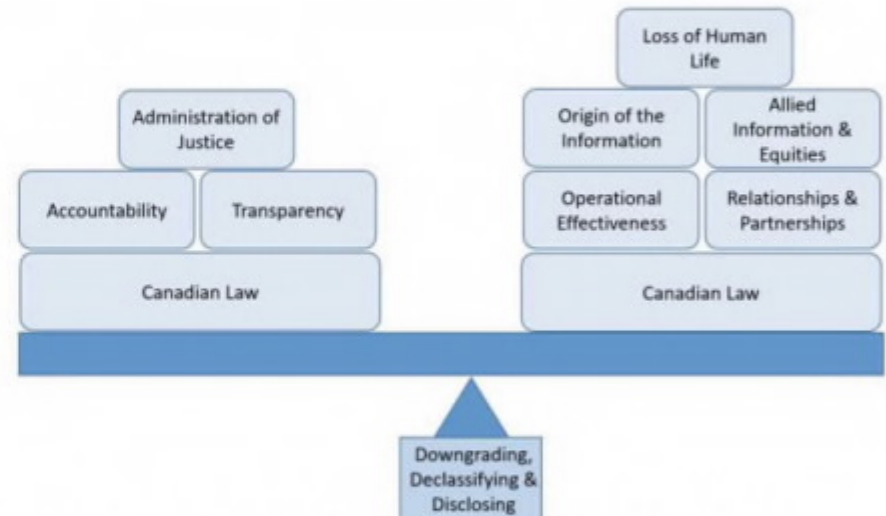 Loss of Human
Life
Administration of
Justice
Origin of the
Information
Allied
Information &
Equities
Accountability
Transparency
Operational
Effectiveness
Relationships &
Partnerships
Canadian Law
Canadian Law
Downgrading,
Declassifying &
Disclosing